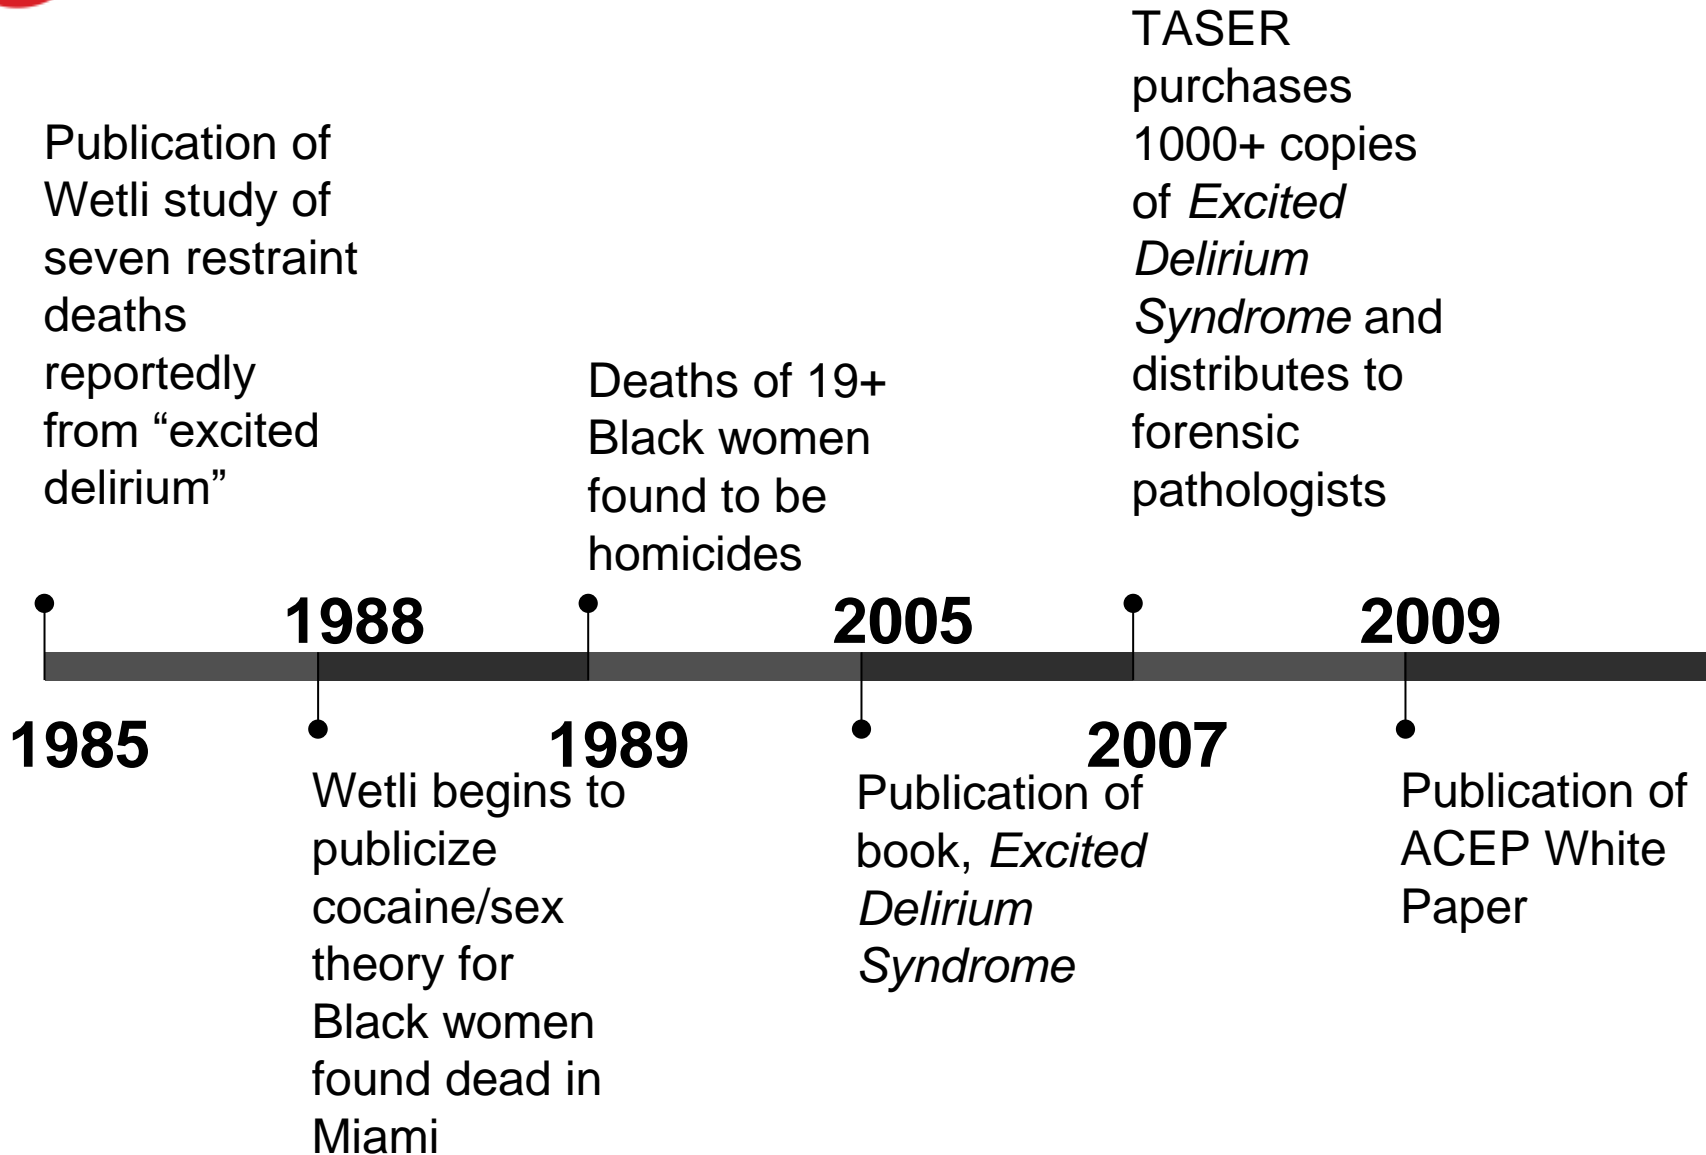 Publication of
Wetli study of
seven restraint
deaths
reportedly
from “excited
delirium”
1985
1988
Wetli begins to
publicize
cocaine/sex
theory for
Black women
found dead in
Miami
Deaths of 19+
Black women
found to be
homicides
1989
2005
Publication of
book, Excited
Delirium
Syndrome
TASER
purchases
1000+ copies
of Excited
Delirium
Syndrome and
distributes to
forensic
pathologists
2007
2009
Publication of
ACEP White
Paper